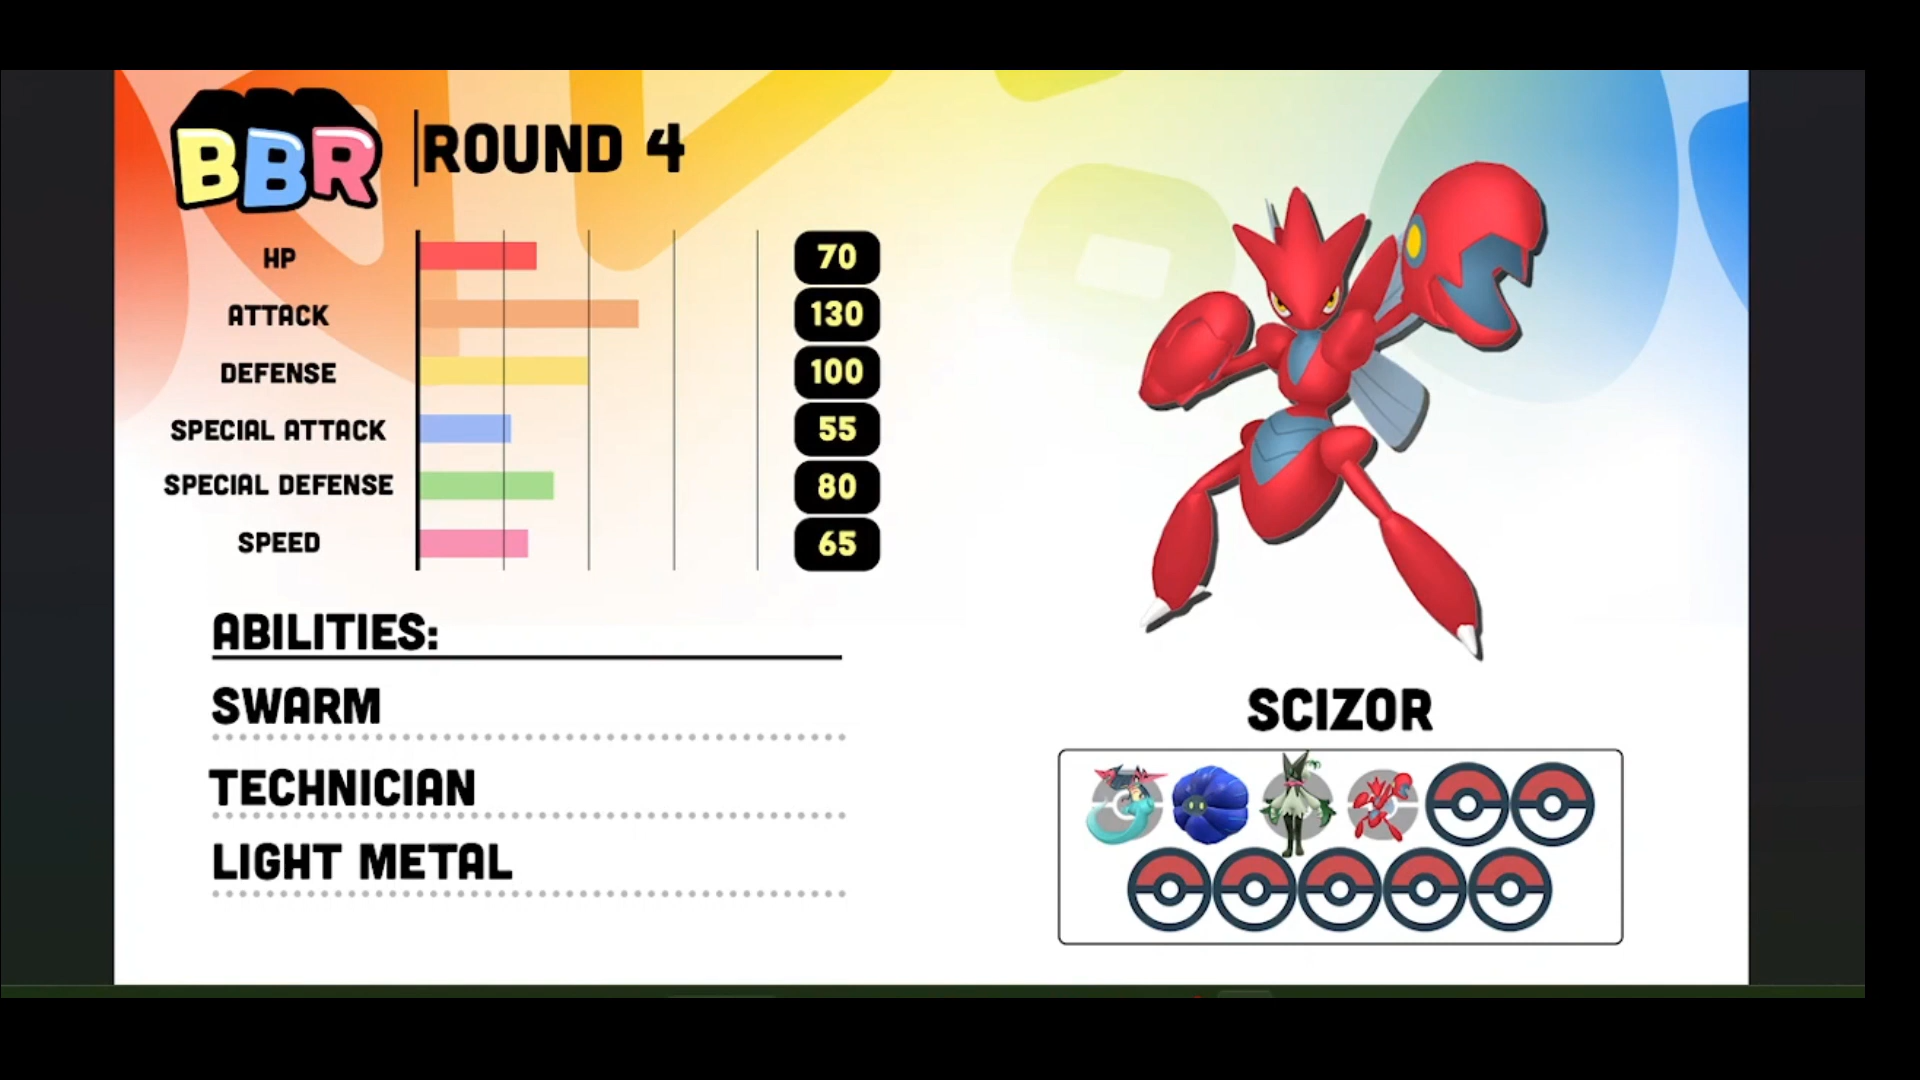 BBR
ROUND 4
HP 70
ATTACK 130
DEFENSE 100
SPECIAL ATTACK 55
SPECIAL DEFENSE 80
SPEED 65
ABILITIES:
SWARM
TECHNICIAN
LIGHT METAL
SCIZOR